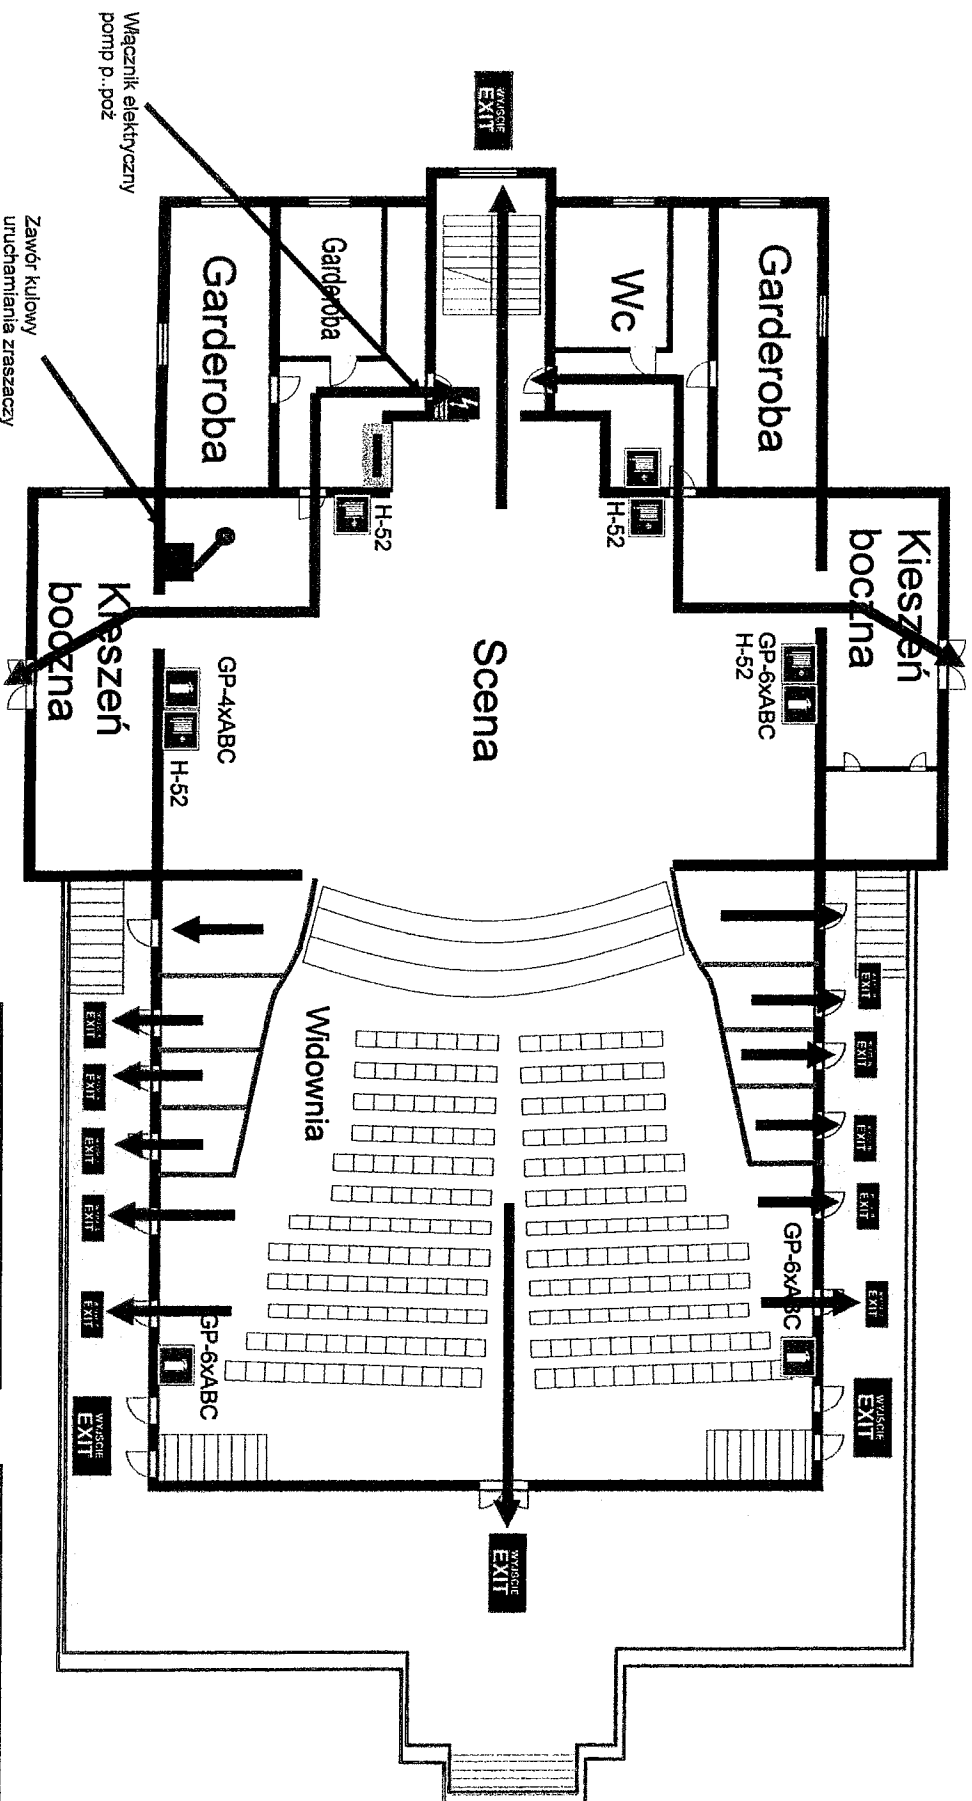 Włącznik elektryczny
pomp p..poż
Zawór kulowy
uruchamiania zraszaczy
WYJŚCIE
EXIT
Garderoba
Garderoba
Wc
Garderoba
Kieszeń
boczna
Kieszeń
boczna
H-52
H-52
Scena
GP-6xABC
H-52
GP-4xABC
H-52
Widownia
EXIT
EXIT
EXIT
EXIT
EXIT
EXIT
EXIT
EXIT
EXIT
EXIT
GP-6xABC
GP-6xABC
WYJŚCIE
EXIT
WYJŚCIE
EXIT
WYJŚCIE
EXIT